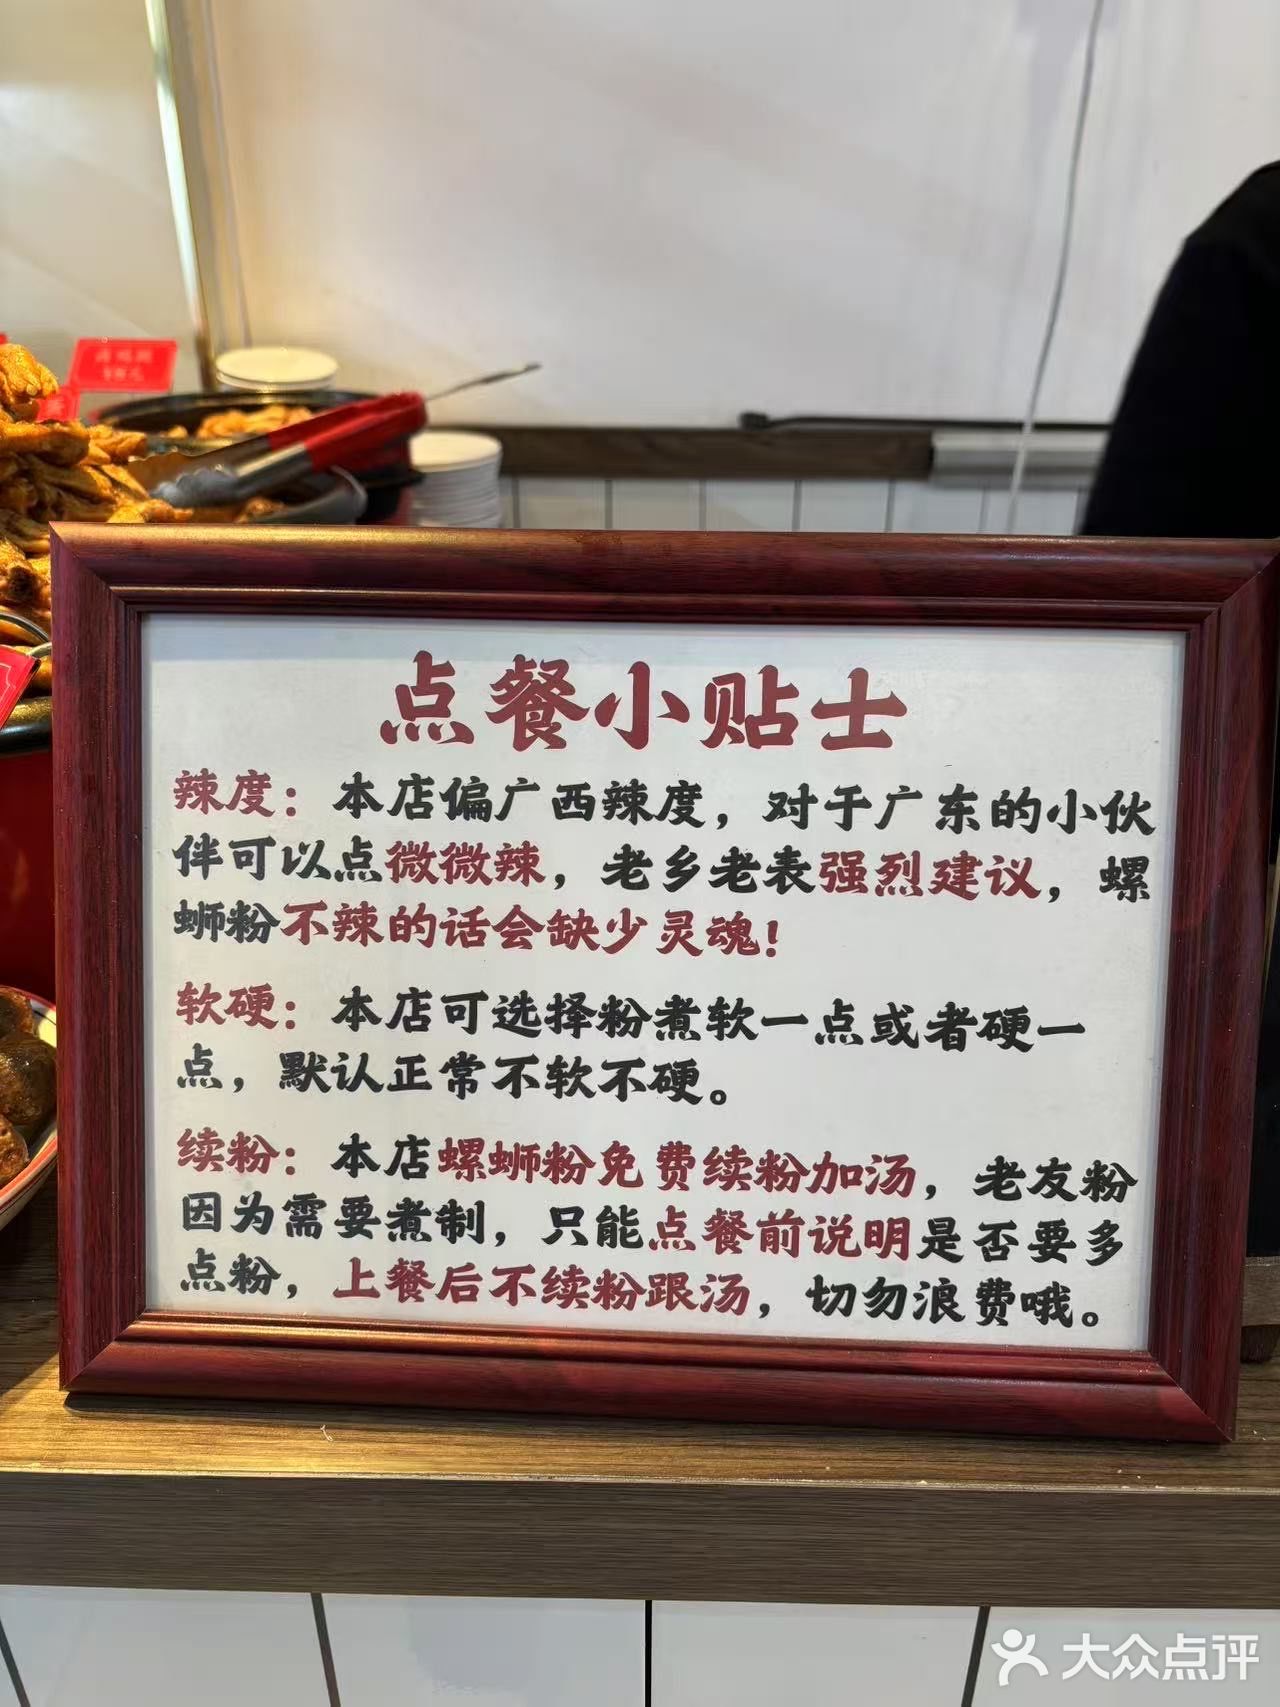 点餐小贴士
辣度：本店偏广西辣度，对于广东的小伙
伴可以点微微辣，老乡老表强烈建议，螺
蛳粉不辣的话会缺少灵魂！
软硬：本店可选择粉煮软一点或者硬一
点，默认正常不软不硬。
续粉：本店螺蛳粉免费续粉加汤，老友粉
因为需要煮制，只能点餐前说明是否要多
点粉，上餐后不续粉跟汤，切勿浪费哦。
大众点评